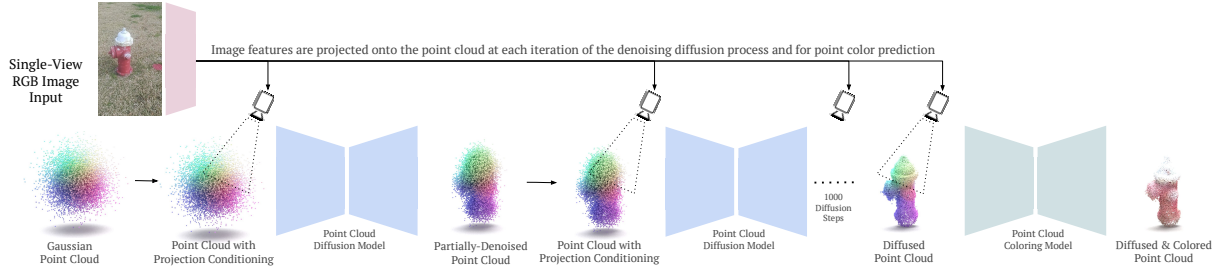 Image features are projected onto the point cloud at each iteration of the denoising diffusion process and for point color prediction
Single-View
RGB Image
Input
1000
Diffusion
Steps
Gaussian
Point Cloud
Point Cloud with
Projection Conditioning
Point Cloud
Diffusion Model
Partially-Denoised
Point Cloud
Point Cloud with
Projection Conditioning
Point Cloud
Diffusion Model
Diffused
Point Cloud
Point Cloud
Coloring Model
Diffused & Colored
Point Cloud